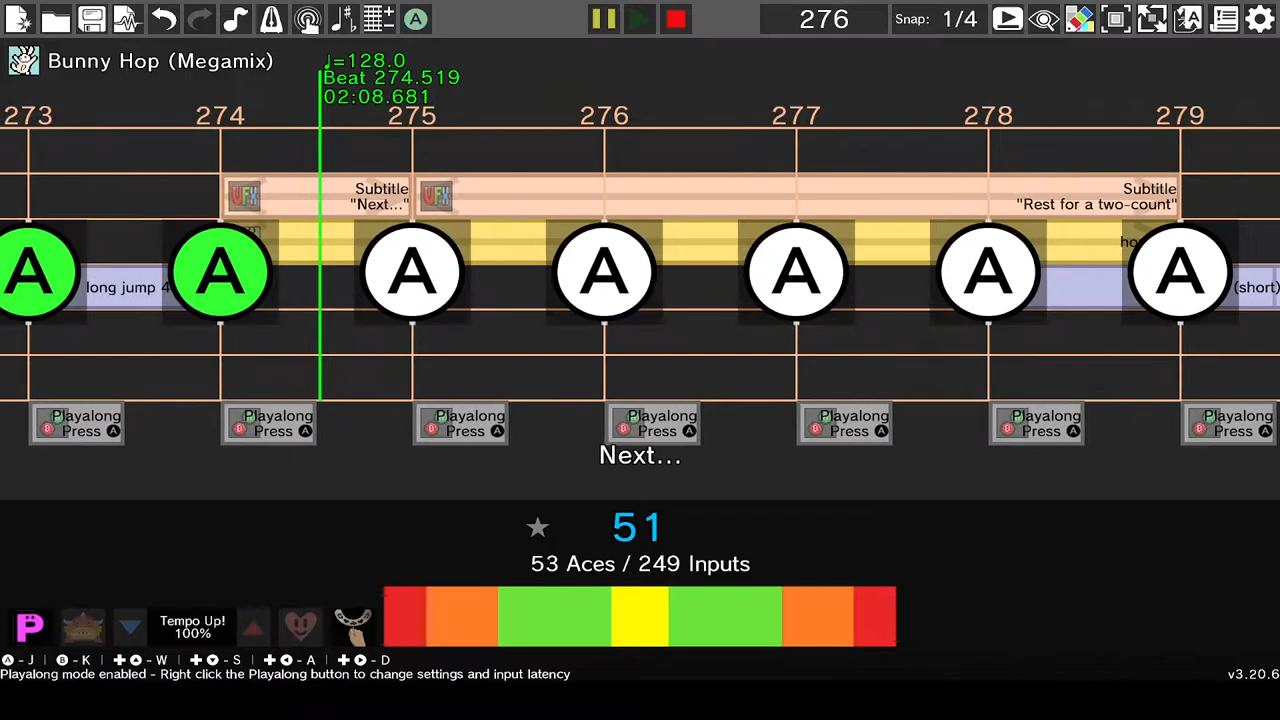 A
276
Snap: 1/4
A
Bunny Hop (Megamix)
♩=128.0
Beat 274.519
02:08.681
273 274 275 276 277 278 279
VFX Subtitle "Next..."
VFX Subtitle "Rest for a two-count"
A A A A A A A
long jump
(short)
Playalong Press A
Playalong Press A
Playalong Press A
Playalong Press A
Playalong Press A
Playalong Press A
Playalong Press A
Next...
51
53 Aces / 249 Inputs
P
Tempo Up!
100%
A - J | B - K | - W | - S | - A | - D
Playalong mode enabled - Right click the Playalong button to change settings and input latency
v3.20.6